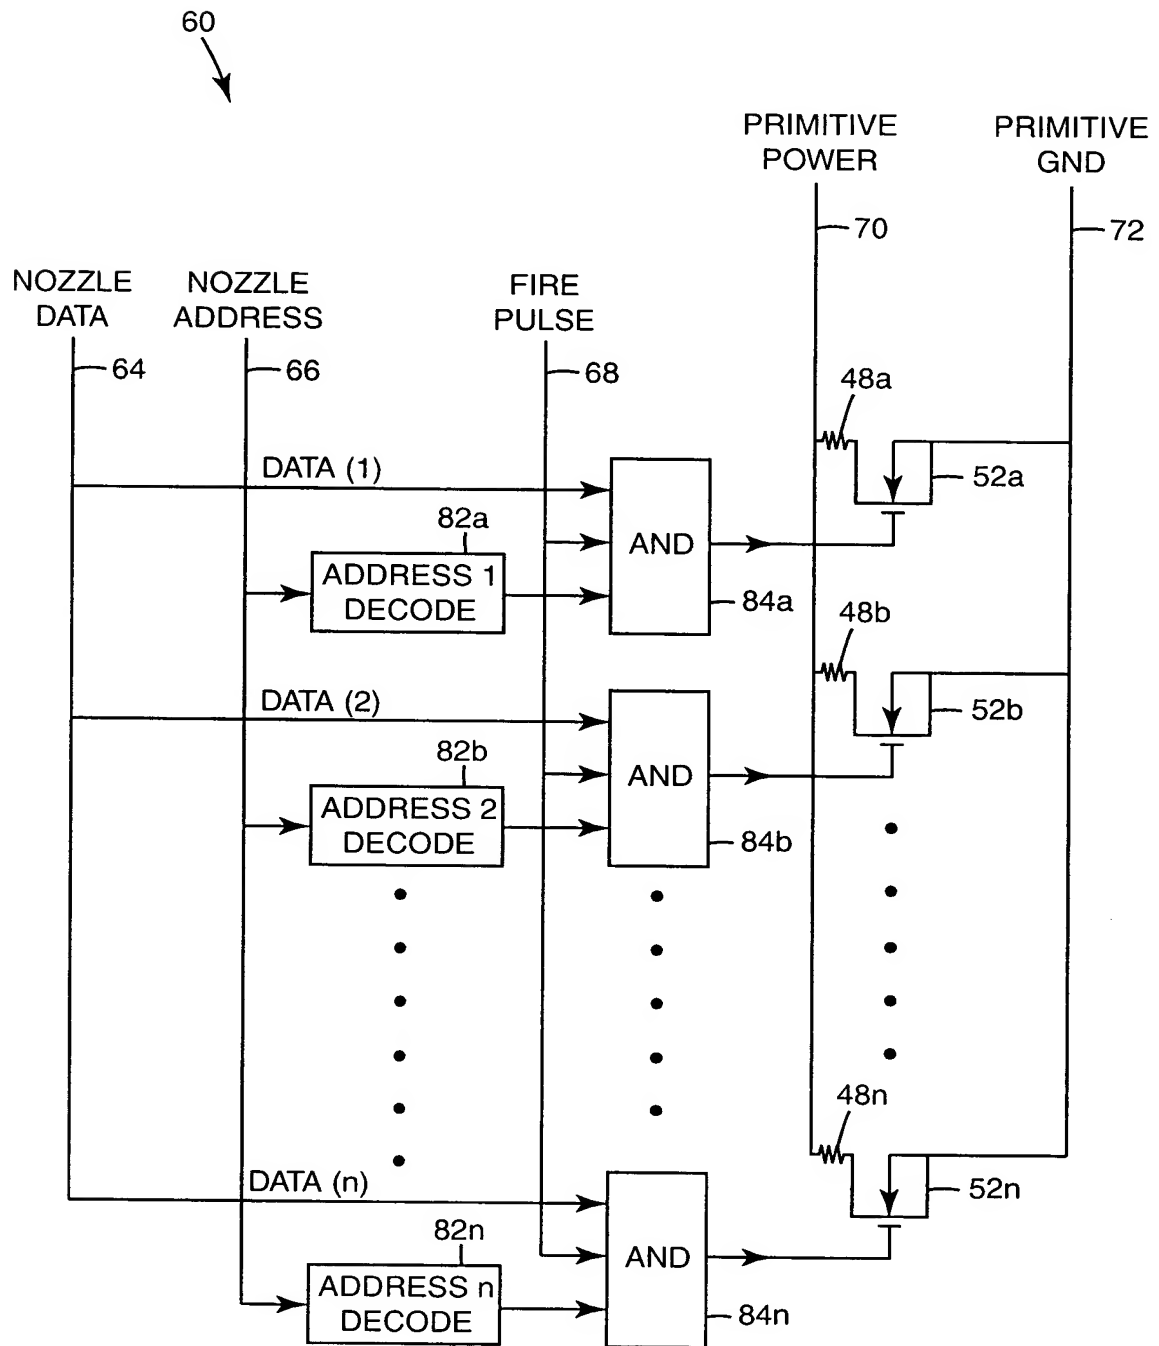 60
PRIMITIVE
POWER
PRIMITIVE
GND
70
72
NOZZLE
DATA
NOZZLE
ADDRESS
FIRE
PULSE
64
66
68
48a
DATA (1)
52a
82a
AND
ADDRESS 1
DECODE
84a
48b
DATA (2)
52b
82b
AND
ADDRESS 2
DECODE
84b
48n
DATA (n)
52n
82n
AND
ADDRESS n
DECODE
84n